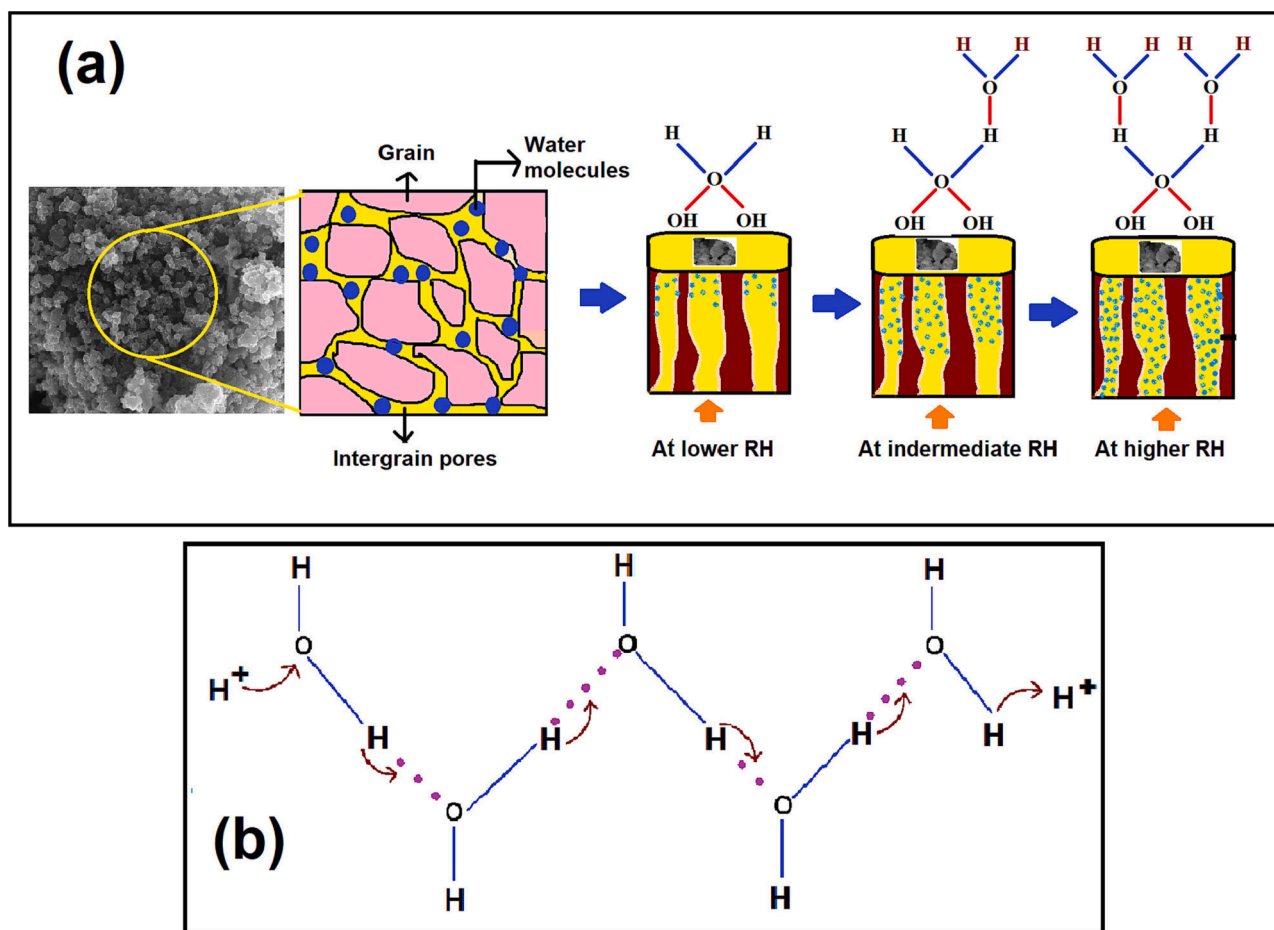 (a)
H H H H H H
O O O
H H H H H H
O O O
OH OH OH OH OH OH
Grain
Water
molecules
Intergrain pores
At lower RH
At indermediate RH
At higher RH
(b)
H H H
O O O
H+ H+
H H H H H
O O
H H